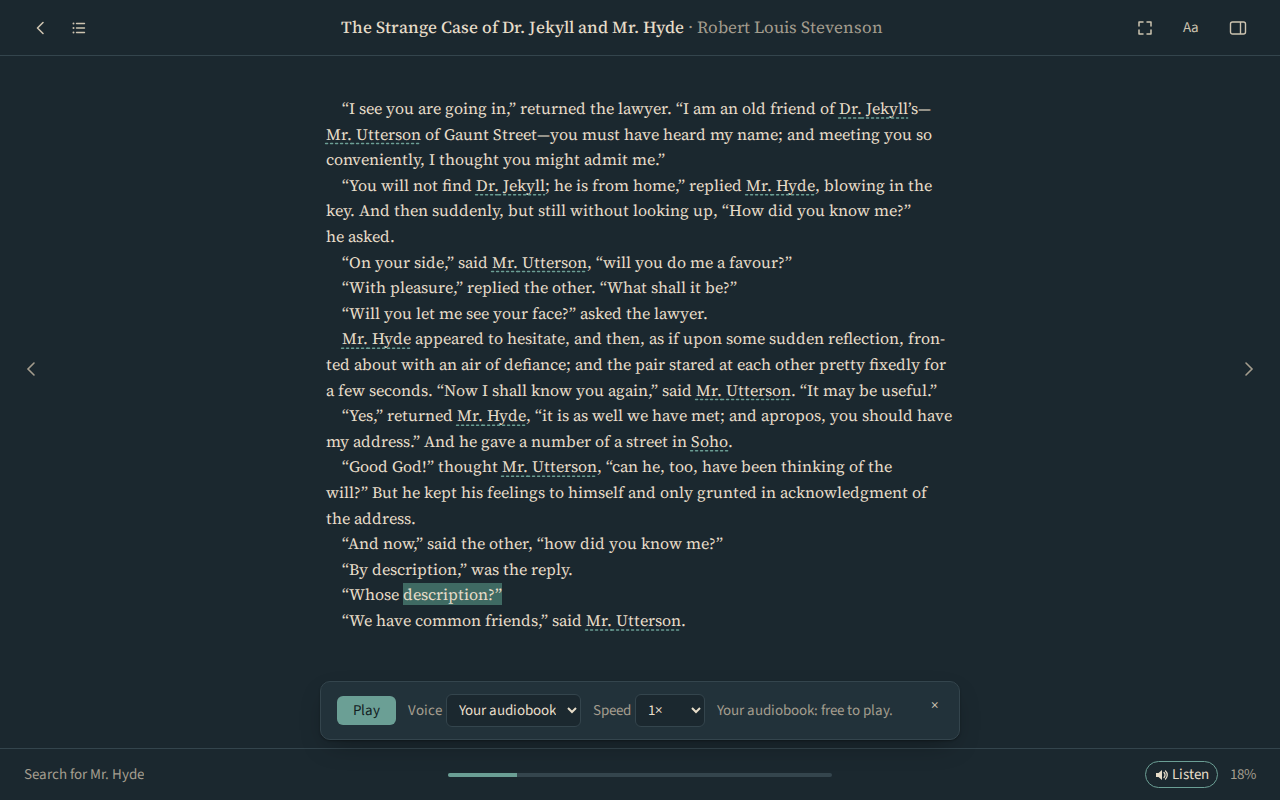 The Strange Case of Dr. Jekyll and Mr. Hyde · Robert Louis Stevenson
Aa
“I see you are going in,” returned the lawyer. “I am an old friend of Dr. Jekyll’s—
Mr. Utterson of Gaunt Street—you must have heard my name; and meeting you so
conveniently, I thought you might admit me.”
“You will not find Dr. Jekyll; he is from home,” replied Mr. Hyde, blowing in the
key. And then suddenly, but still without looking up, “How did you know me?”
he asked.
“On your side,” said Mr. Utterson, “will you do me a favour?”
“With pleasure,” replied the other. “What shall it be?”
“Will you let me see your face?” asked the lawyer.
Mr. Hyde appeared to hesitate, and then, as if upon some sudden reflection, fron-
ted about with an air of defiance; and the pair stared at each other pretty fixedly for
a few seconds. “Now I shall know you again,” said Mr. Utterson. “It may be useful.”
“Yes,” returned Mr. Hyde, “it is as well we have met; and apropos, you should have
my address.” And he gave a number of a street in Soho.
“Good God!” thought Mr. Utterson, “can he, too, have been thinking of the
will?” But he kept his feelings to himself and only grunted in acknowledgment of
the address.
“And now,” said the other, “how did you know me?”
“By description,” was the reply.
“Whose description?”
“We have common friends,” said Mr. Utterson.
Play Voice Your audiobook Speed 1× Your audiobook: free to play. ×
Search for Mr. Hyde Listen 18%